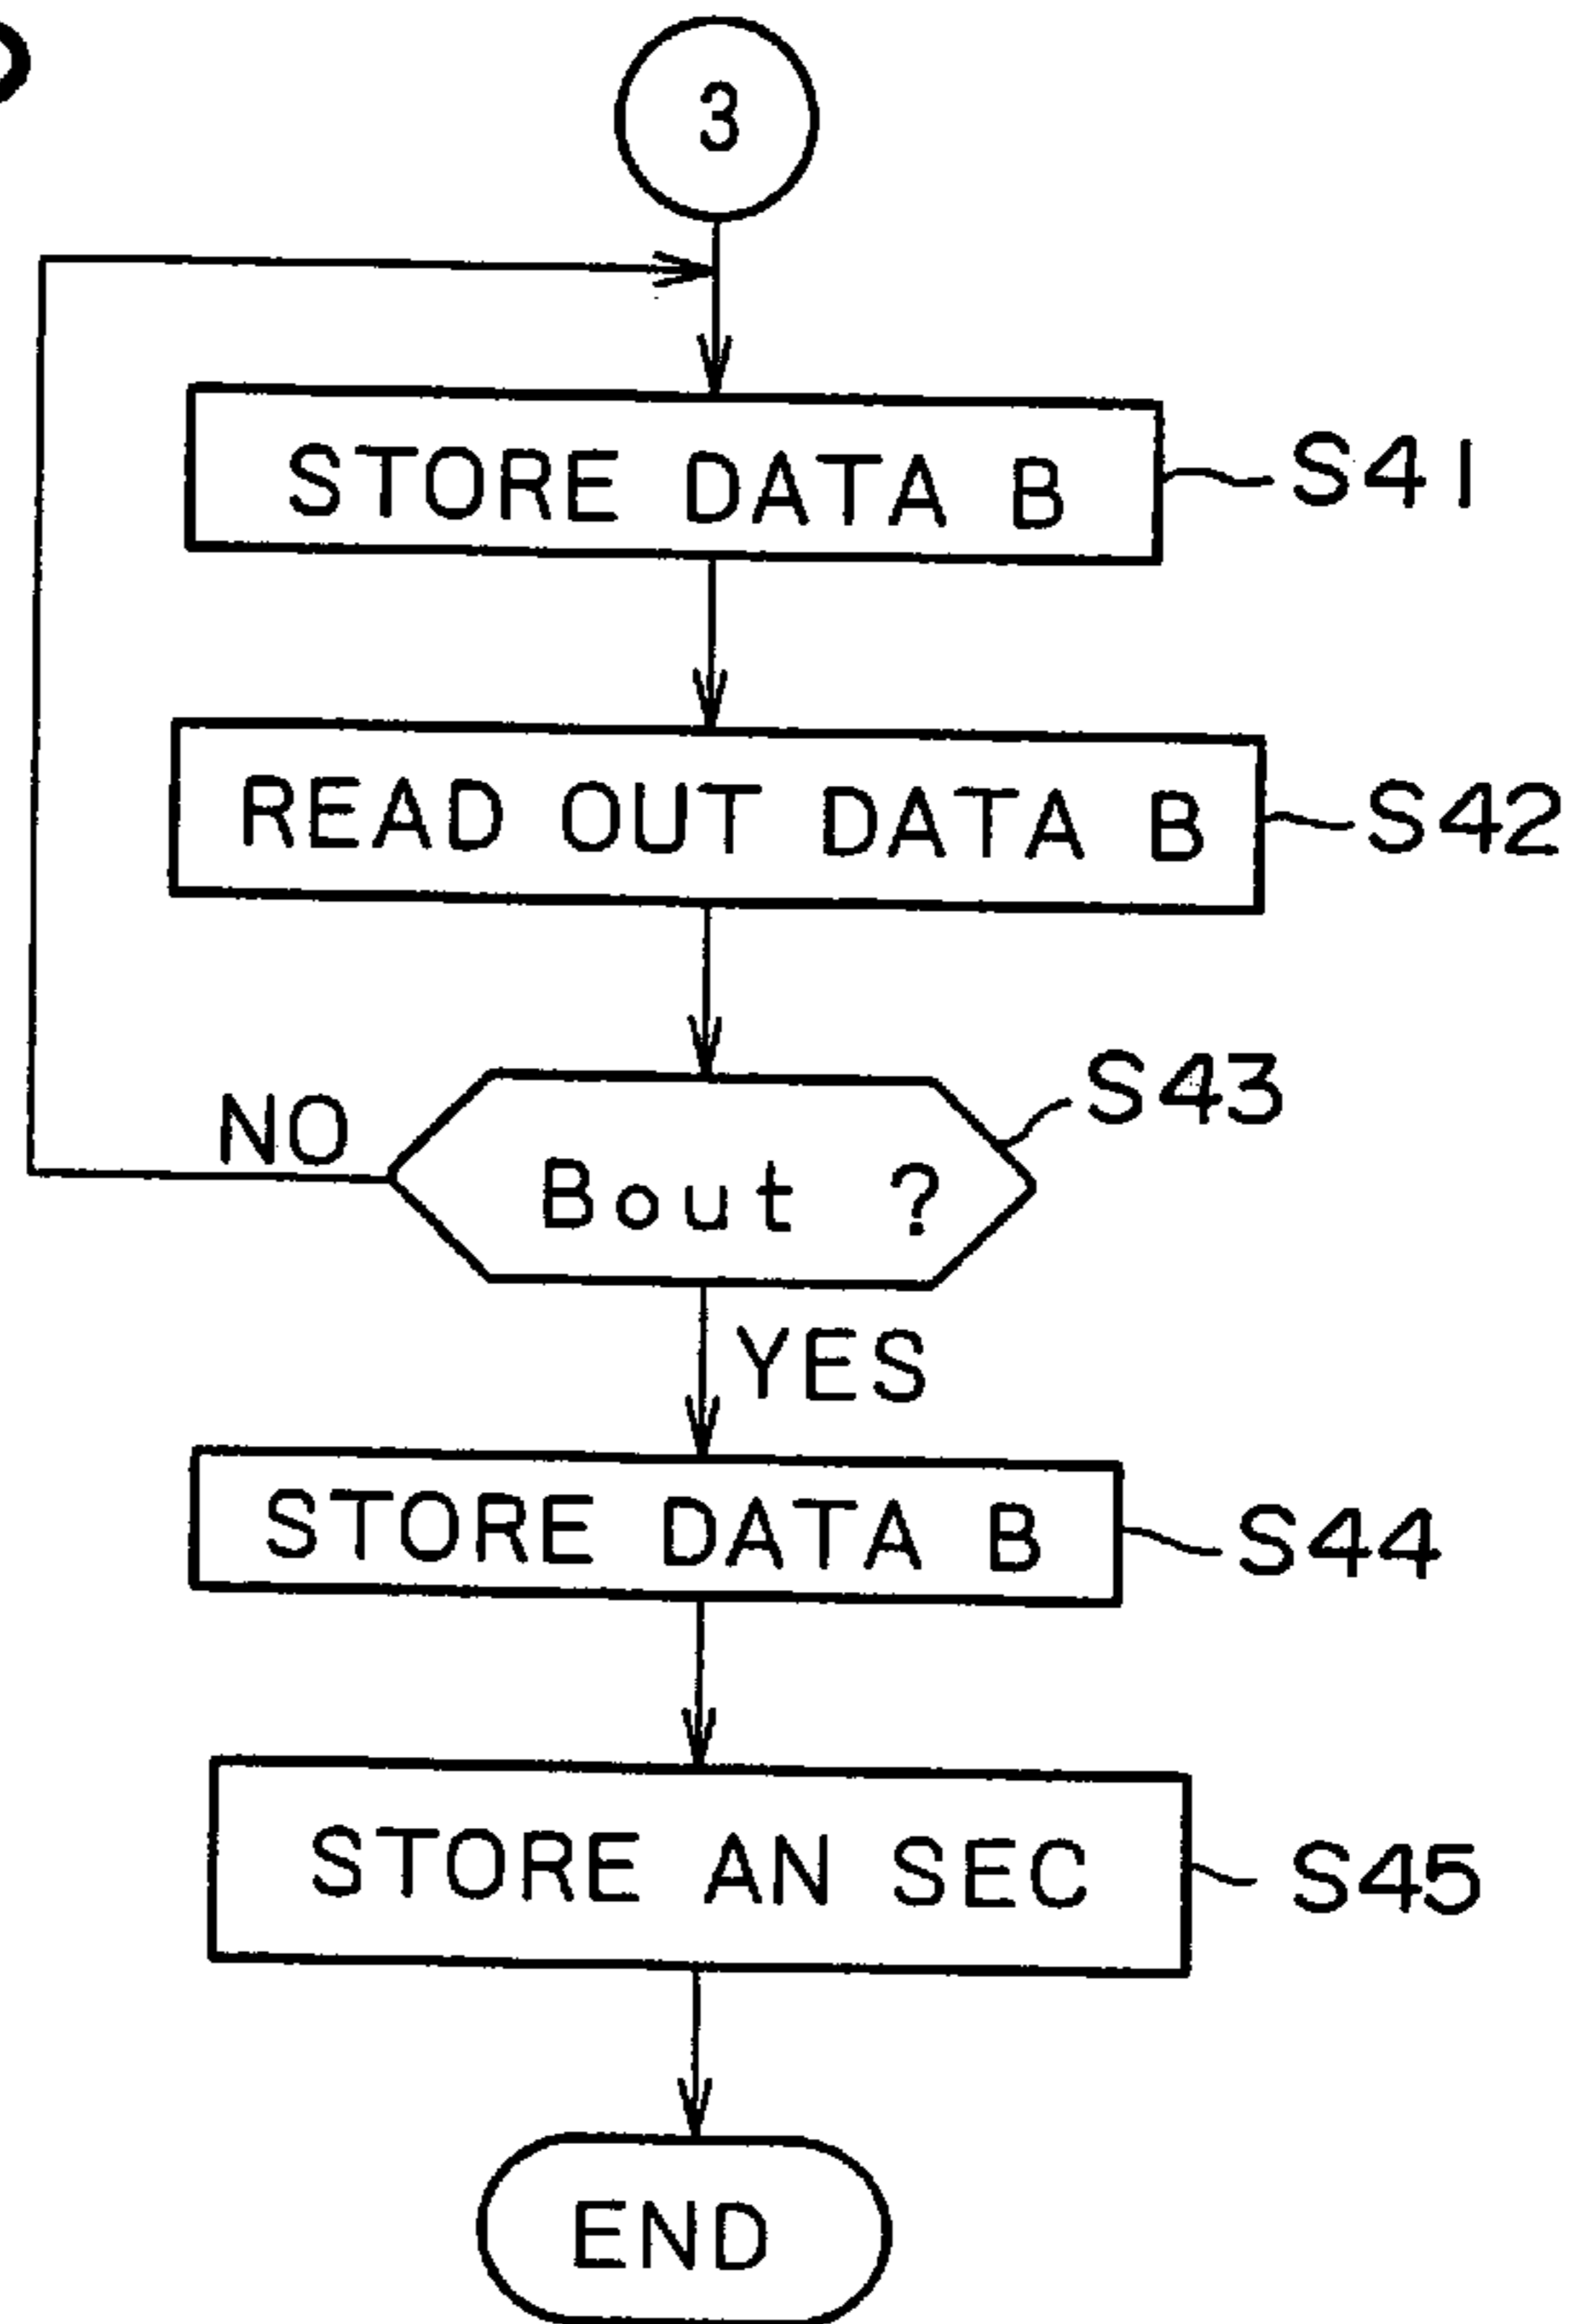 3
STORE DATA B S41
READ OUT DATA B S42
S43
NO
Bout ?
YES
STORE DATA B S44
STORE AN SEC S45
END